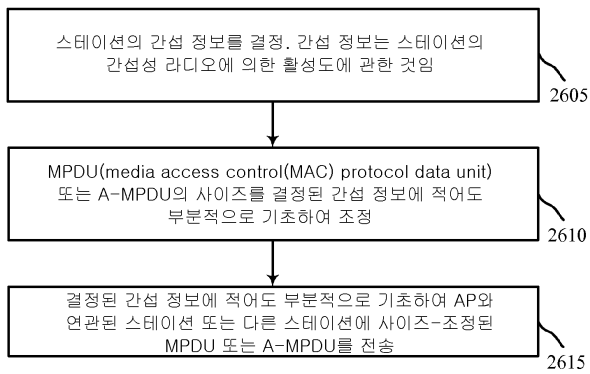 스테이션의 간섭 정보를 결정. 간섭 정보는 스테이션의
간섭성 라디오에 의한 활성도에 관한 것임
2605
MPDU(media access control(MAC) protocol data unit)
또는 A-MPDU의 사이즈를 결정된 간섭 정보에 적어도
부분적으로 기초하여 조정
2610
결정된 간섭 정보에 적어도 부분적으로 기초하여 AP와
연관된 스테이션 또는 다른 스테이션에 사이즈-조정된
MPDU 또는 A-MPDU를 전송
2615